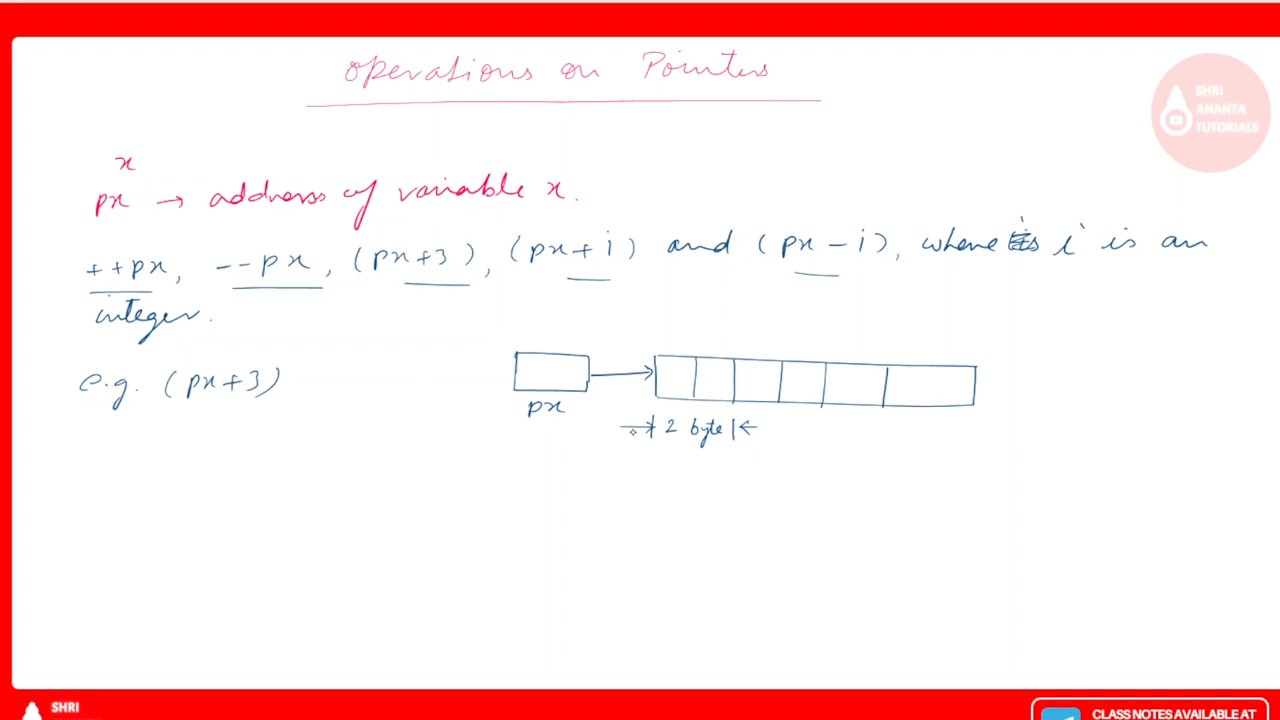 operations on Pointers
SHRI
ANANTA
TUTORIALS
x
px → address of variable x.
++px, --px, (px+3), (px+i) and (px-i), where i is an
integer.
e.g. (px+3)
px
→| 2 byte |←
SHRI
CLASS NOTES AVAILABLE AT